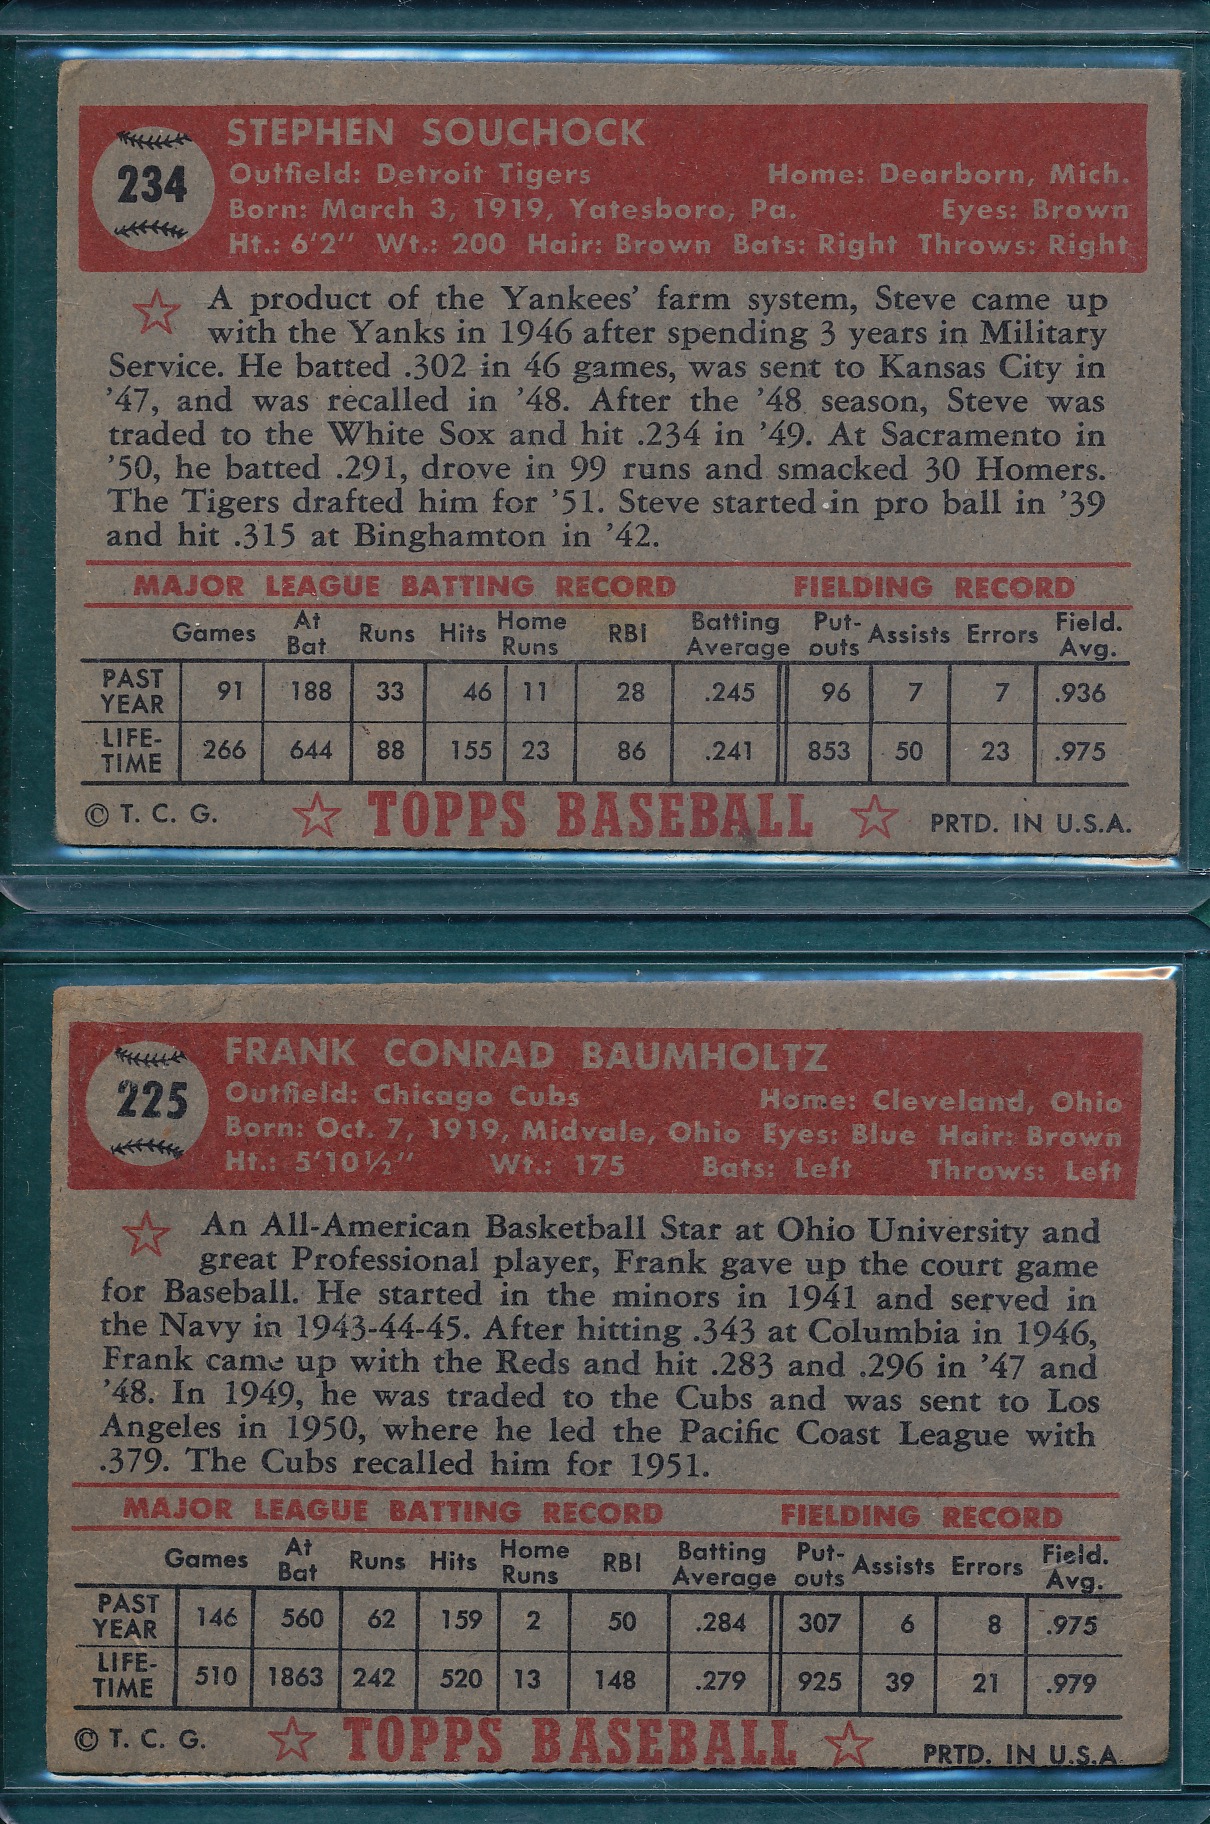 234
STEPHEN SOUCHOCK
Outfield: Detroit Tigers Home: Dearborn, Mich.
Born: March 3, 1919, Yatesboro, Pa. Eyes: Brown
Ht.: 6'2" Wt.: 200 Hair: Brown Bats: Right Throws: Right
A product of the Yankees' farm system, Steve came up
with the Yanks in 1946 after spending 3 years in Military
Service. He batted .302 in 46 games, was sent to Kansas City in
'47, and was recalled in '48. After the '48 season, Steve was
traded to the White Sox and hit .234 in '49. At Sacramento in
'50, he batted .291, drove in 99 runs and smacked 30 Homers.
The Tigers drafted him for '51. Steve started in pro ball in '39
and hit .315 at Binghamton in '42.
MAJOR LEAGUE BATTING RECORD FIELDING RECORD
Games At Bat Runs Hits Home Runs RBI Batting Average Put-outs Assists Errors Field. Avg.
PAST YEAR 91 188 33 46 11 28 .245 96 7 7 .936
LIFE-TIME 266 644 88 155 23 86 .241 853 50 23 .975
© T. C. G. TOPPS BASEBALL PRTD. IN U.S.A.
225
FRANK CONRAD BAUMHOLTZ
Outfield: Chicago Cubs Home: Cleveland, Ohio
Born: Oct. 7, 1919, Midvale, Ohio Eyes: Blue Hair: Brown
Ht.: 5'10½" Wt.: 175 Bats: Left Throws: Left
An All-American Basketball Star at Ohio University and
great Professional player, Frank gave up the court game
for Baseball. He started in the minors in 1941 and served in
the Navy in 1943-44-45. After hitting .343 at Columbia in 1946,
Frank came up with the Reds and hit .283 and .296 in '47 and
'48. In 1949, he was traded to the Cubs and was sent to Los
Angeles in 1950, where he led the Pacific Coast League with
.379. The Cubs recalled him for 1951.
MAJOR LEAGUE BATTING RECORD FIELDING RECORD
Games At Bat Runs Hits Home Runs RBI Batting Average Put-outs Assists Errors Field. Avg.
PAST YEAR 146 560 62 159 2 50 .284 307 6 8 .975
LIFE-TIME 510 1863 242 520 13 148 .279 925 39 21 .979
© T. C. G. TOPPS BASEBALL PRTD. IN U.S.A.